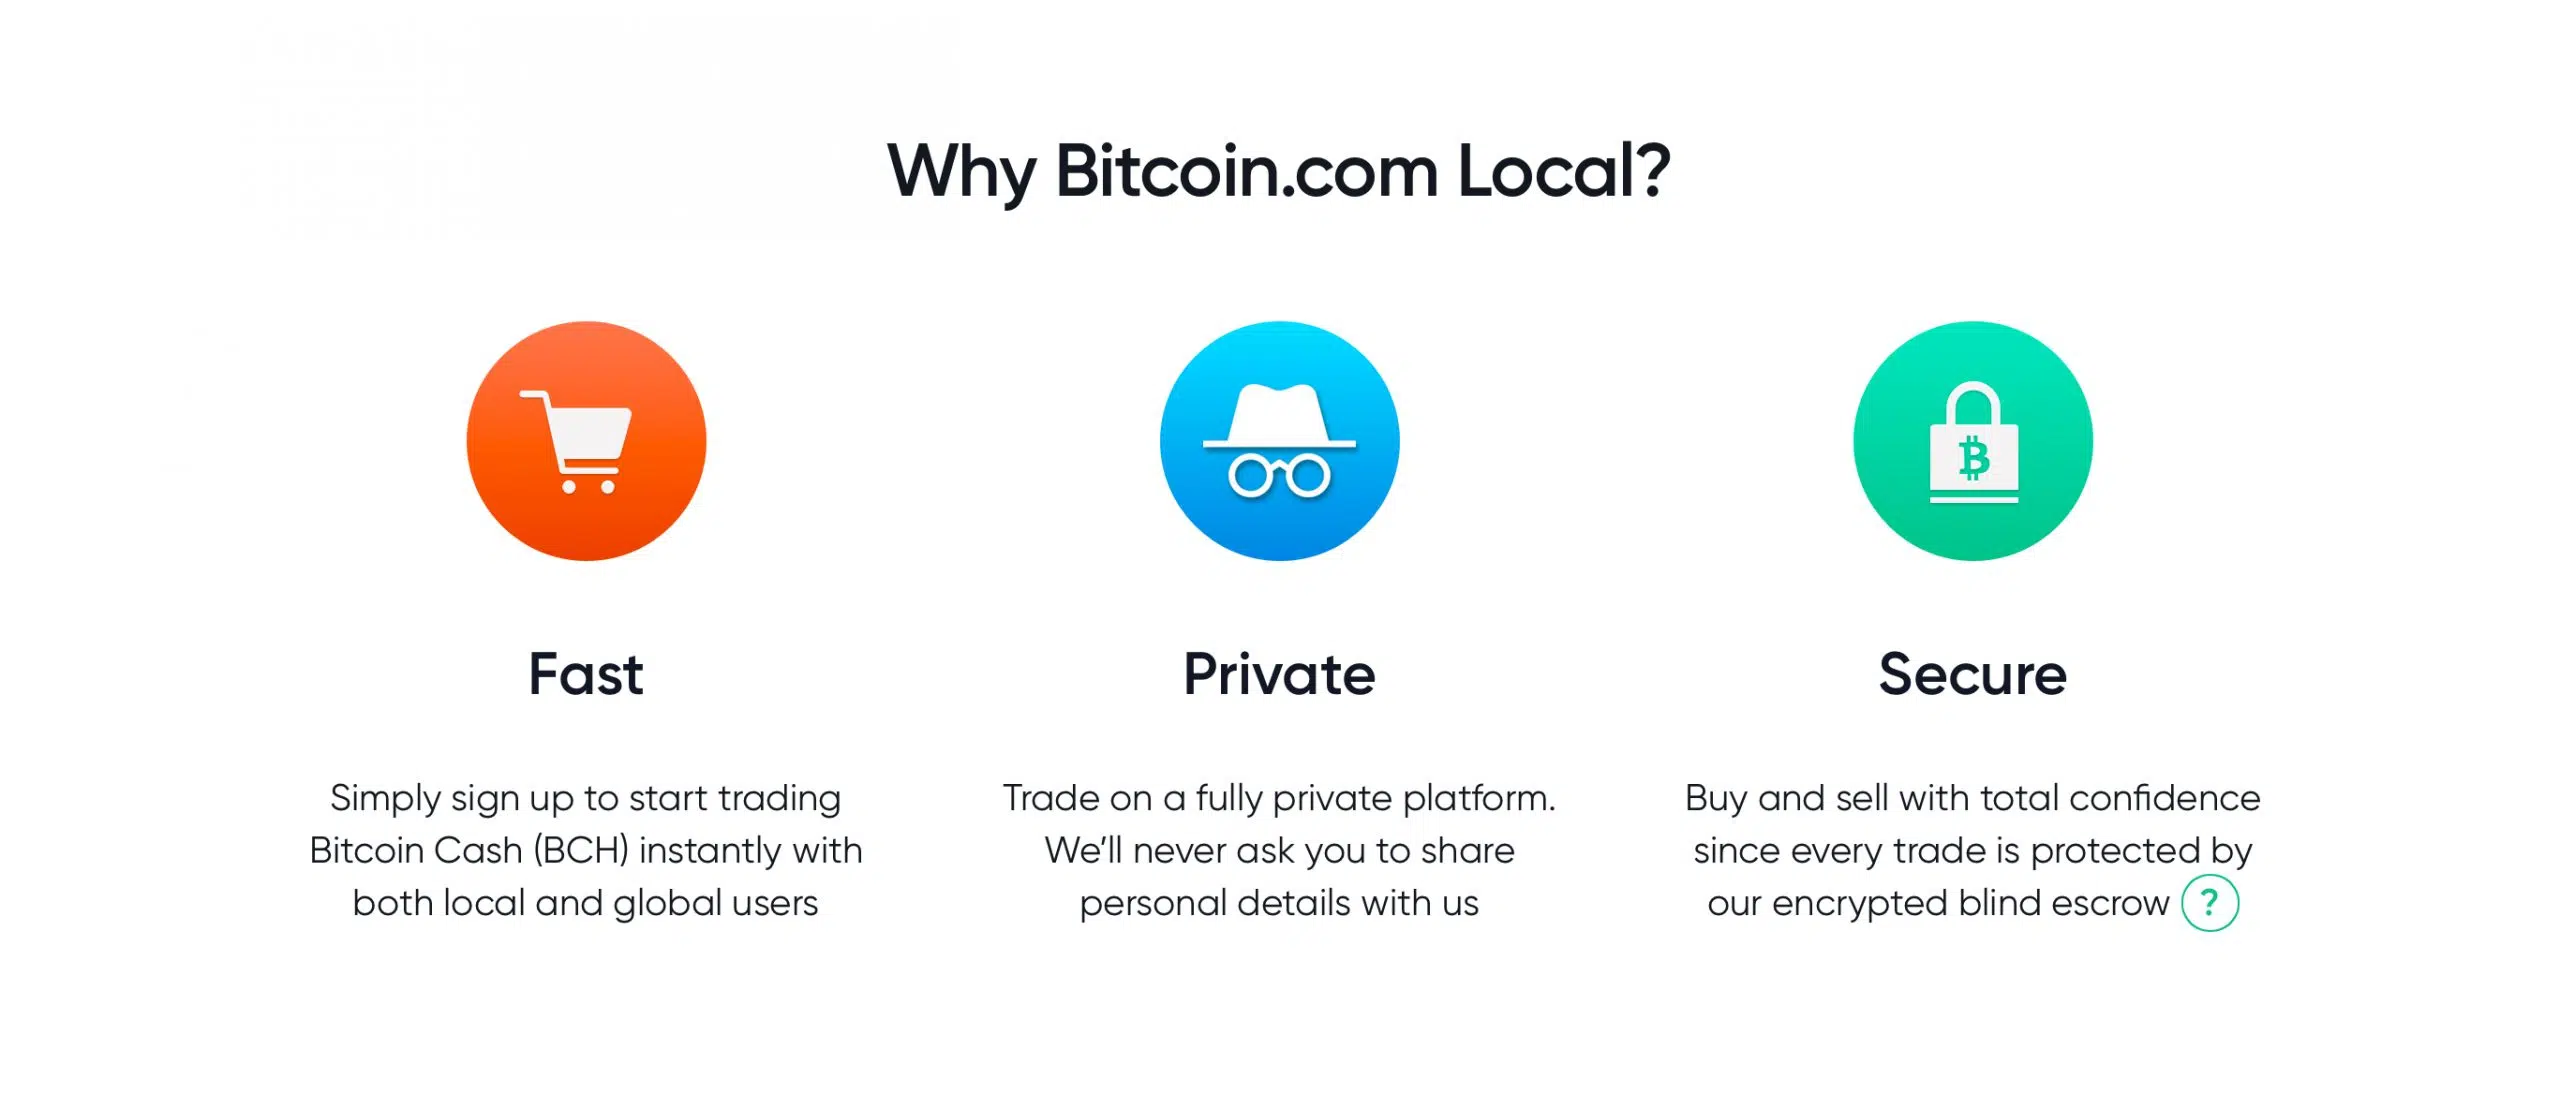 Why Bitcoin.com Local?
Fast
Simply sign up to start trading
Bitcoin Cash (BCH) instantly with
both local and global users
Private
Trade on a fully private platform.
We’ll never ask you to share
personal details with us
Secure
Buy and sell with total confidence
since every trade is protected by
our encrypted blind escrow ?